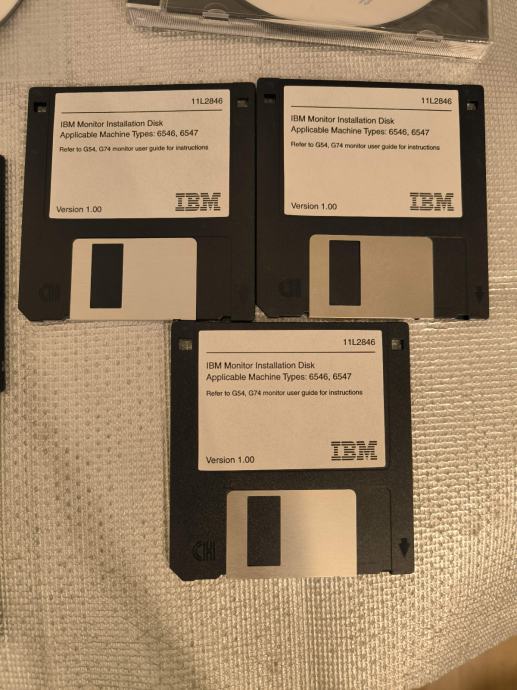 11L2846
IBM Monitor Installation Disk
Applicable Machine Types: 6546, 6547
Refer to G54, G74 monitor user guide for instructions
Version 1.00
IBM
11L2846
IBM Monitor Installation Disk
Applicable Machine Types: 6546, 6547
Refer to G54, G74 monitor user guide for instructions
Version 1.00
IBM
11L2846
IBM Monitor Installation Disk
Applicable Machine Types: 6546, 6547
Refer to G54, G74 monitor user guide for instructions
Version 1.00
IBM